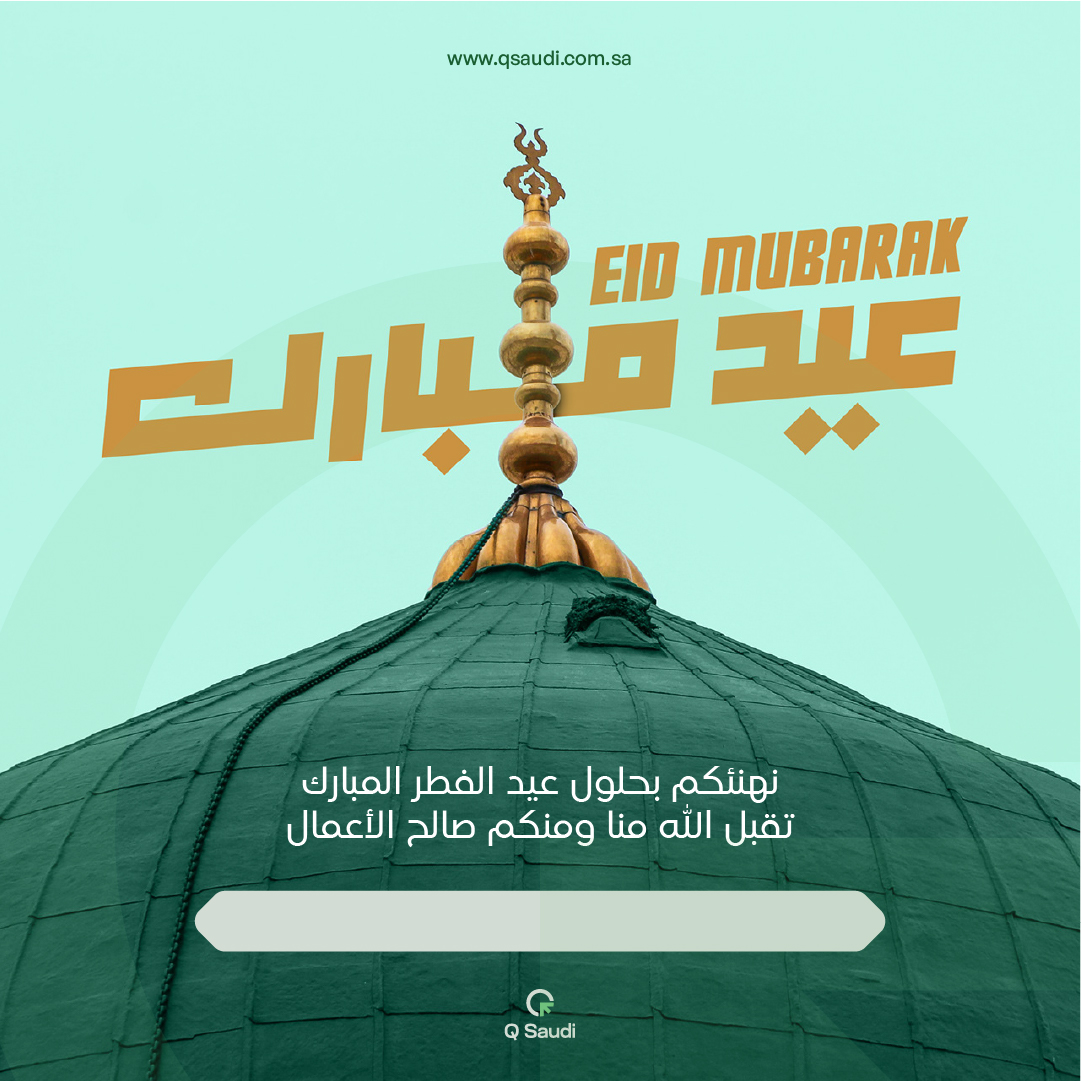 www.qsaudi.com.sa
EID MUBARAK
عيد مبارك
نهنئكم بحلول عيد الفطر المبارك
تقبل الله منا ومنكم صالح الأعمال
Q Saudi